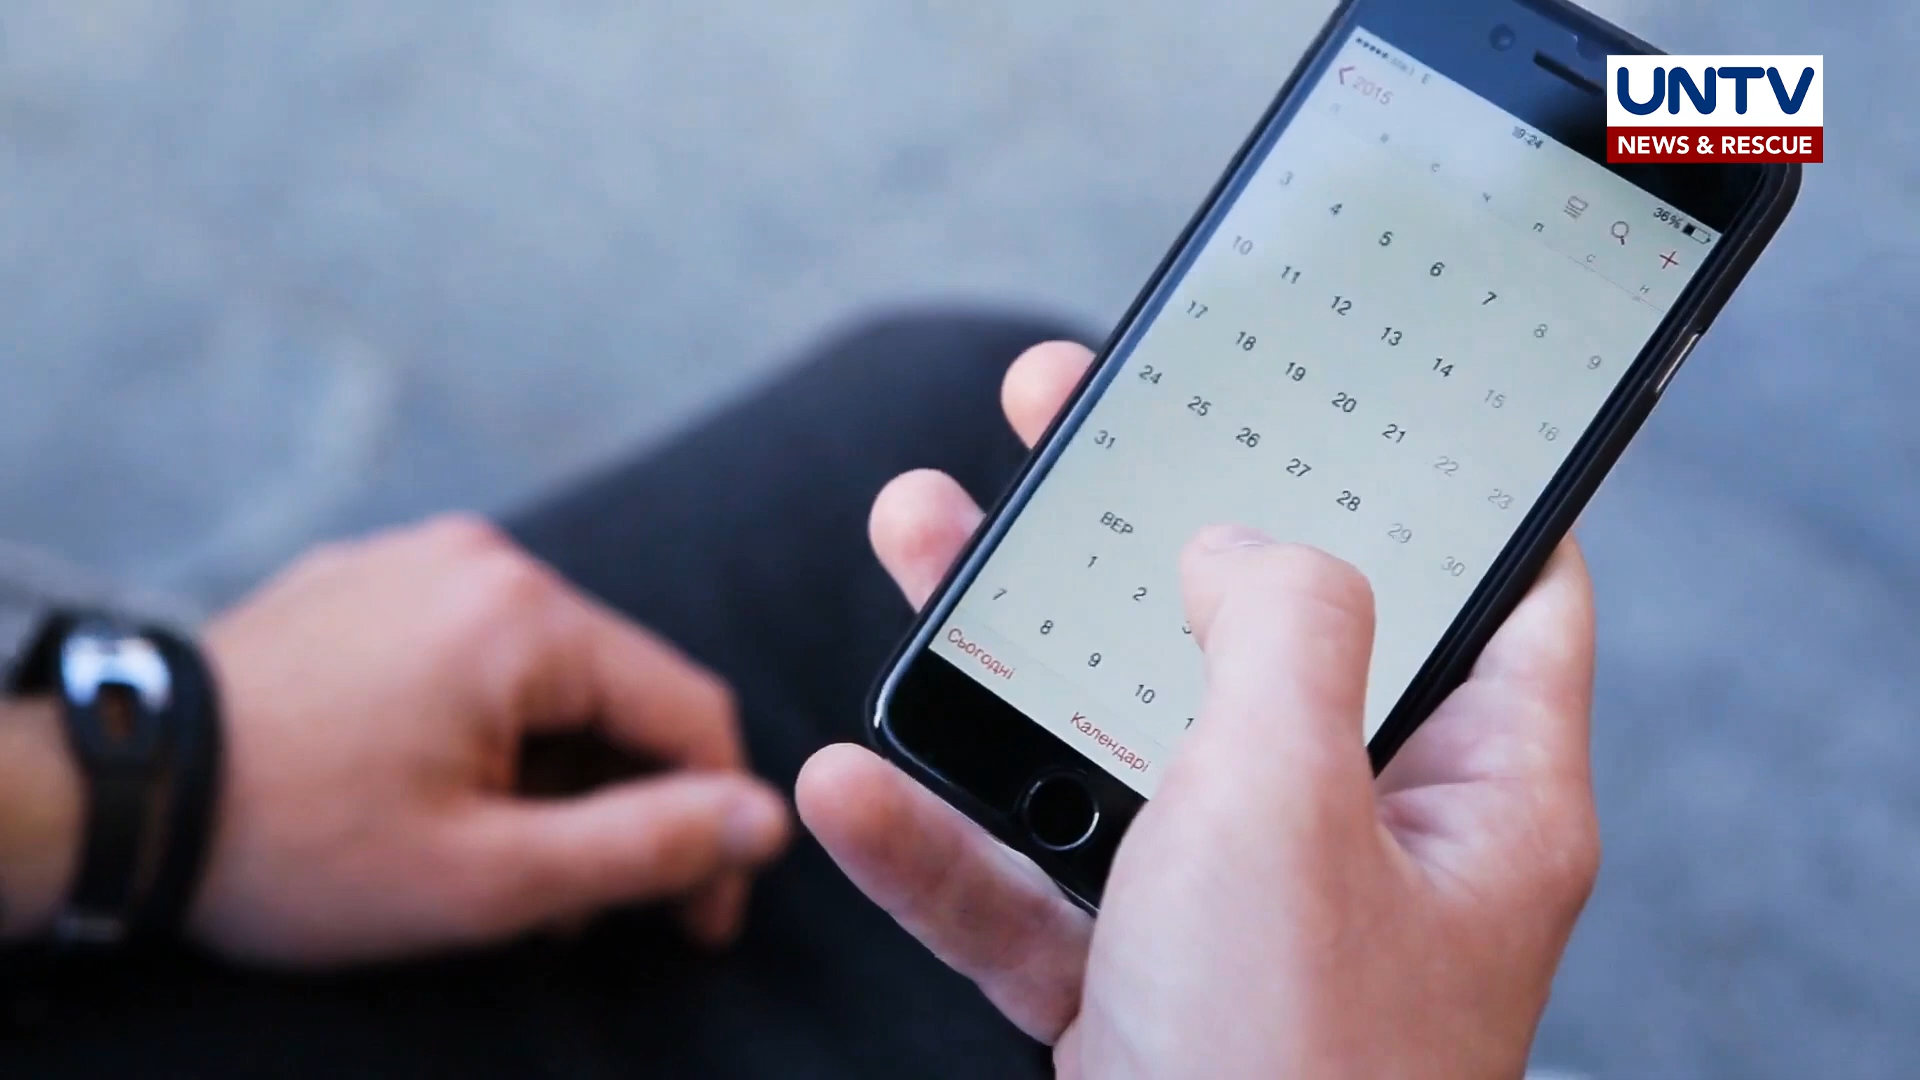 UNTV
NEWS & RESCUE
19:24
36%
2015
П В С Ч П С Н
3 4 5 6 7 8 9
10 11 12 13 14 15 16
17 18 19 20 21 22 23
24 25 26 27 28 29 30
31
ВЕР
1 2
7 8 9 10
Сьогодні
Календарі